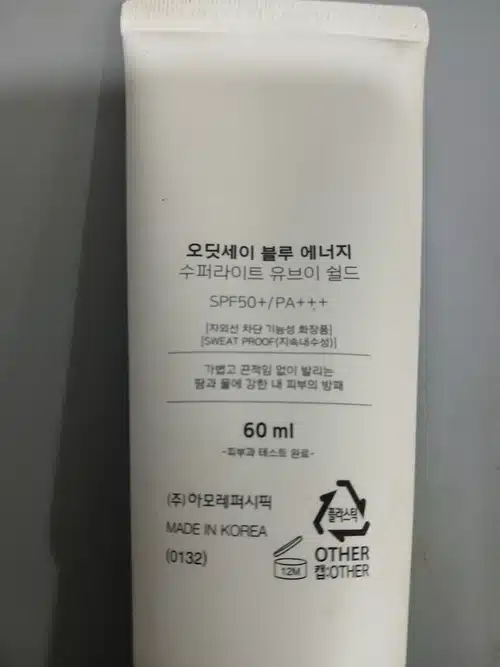 오딧세이 블루 에너지
수퍼라이트 유브이 쉴드
SPF50+/PA+++
[자외선 차단 기능성 화장품]
[SWEAT PROOF(지속내수성)]
가볍고 끈적임 없이 발리는
땀과 물에 강한 내 피부의 방패
60 ml
-피부과 테스트 완료-
(주)아모레퍼시픽
MADE IN KOREA
(0132)
12M
플라스틱
OTHER
캡:OTHER